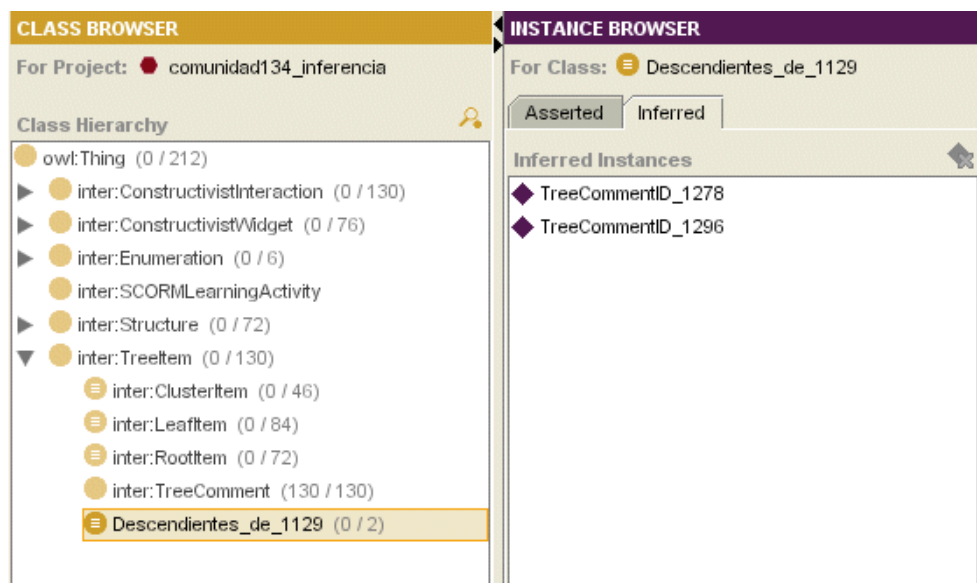 CLASS BROWSER
For Project: comunidad134_inferencia
Class Hierarchy
owl:Thing (0 / 212)
inter:ConstructivistInteraction (0 / 130)
inter:ConstructivistWidget (0 / 76)
inter:Enumeration (0 / 6)
inter:SCORMLearningActivity
inter:Structure (0 / 72)
inter:TreeItem (0 / 130)
inter:ClusterItem (0 / 46)
inter:LeafItem (0 / 84)
inter:RootItem (0 / 72)
inter:TreeComment (130 / 130)
Descendientes_de_1129 (0 / 2)
INSTANCE BROWSER
For Class: Descendientes_de_1129
Asserted Inferred
Inferred Instances
TreeCommentID_1278
TreeCommentID_1296